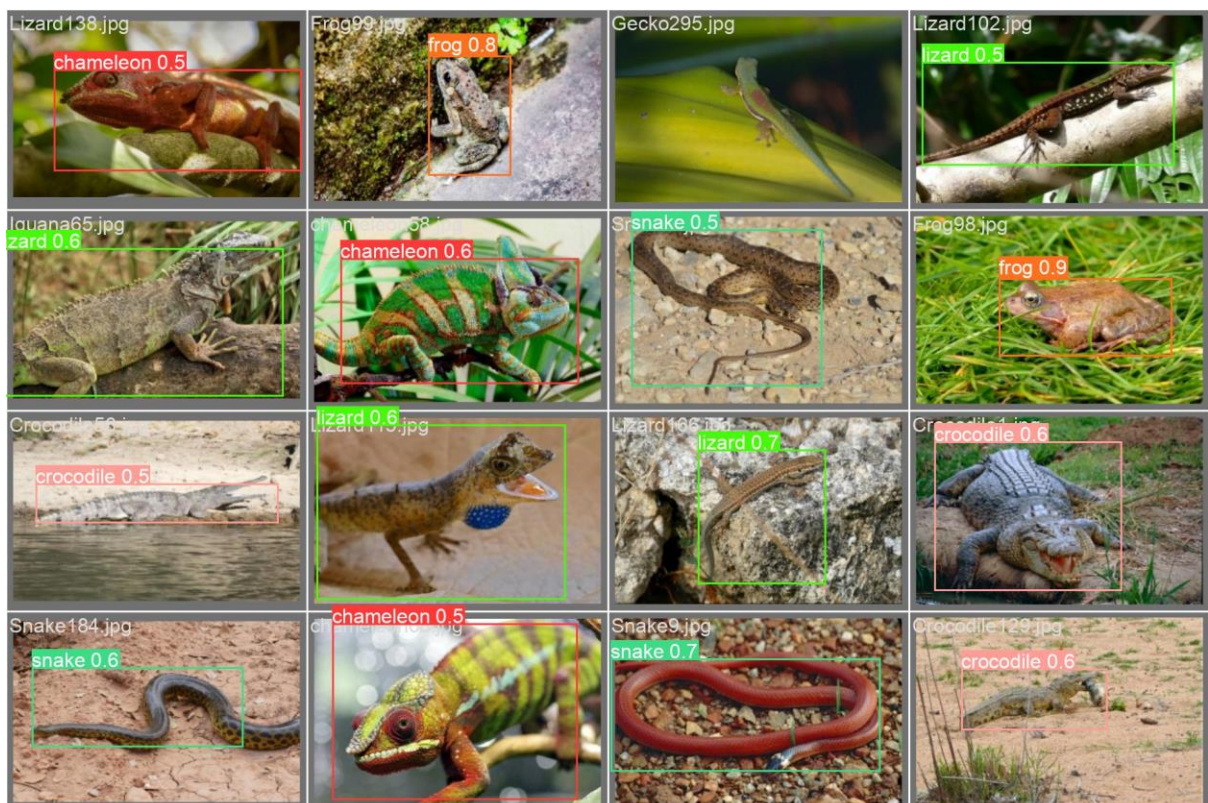 Lizard138.jpg
chameleon 0.5
Frog99.jpg
frog 0.8
Gecko295.jpg
Lizard102.jpg
lizard 0.5
Iguana65.jpg
zard 0.6
chameleon 0.6
snake 0.5
Frog98.jpg
frog 0.9
crocodile 0.5
lizard 0.6
Lizard166.jpg
lizard 0.7
crocodile 0.6
Snake184.jpg
snake 0.6
chameleon 0.5
Snake9.jpg
snake 0.7
Crocodile129.jpg
crocodile 0.6